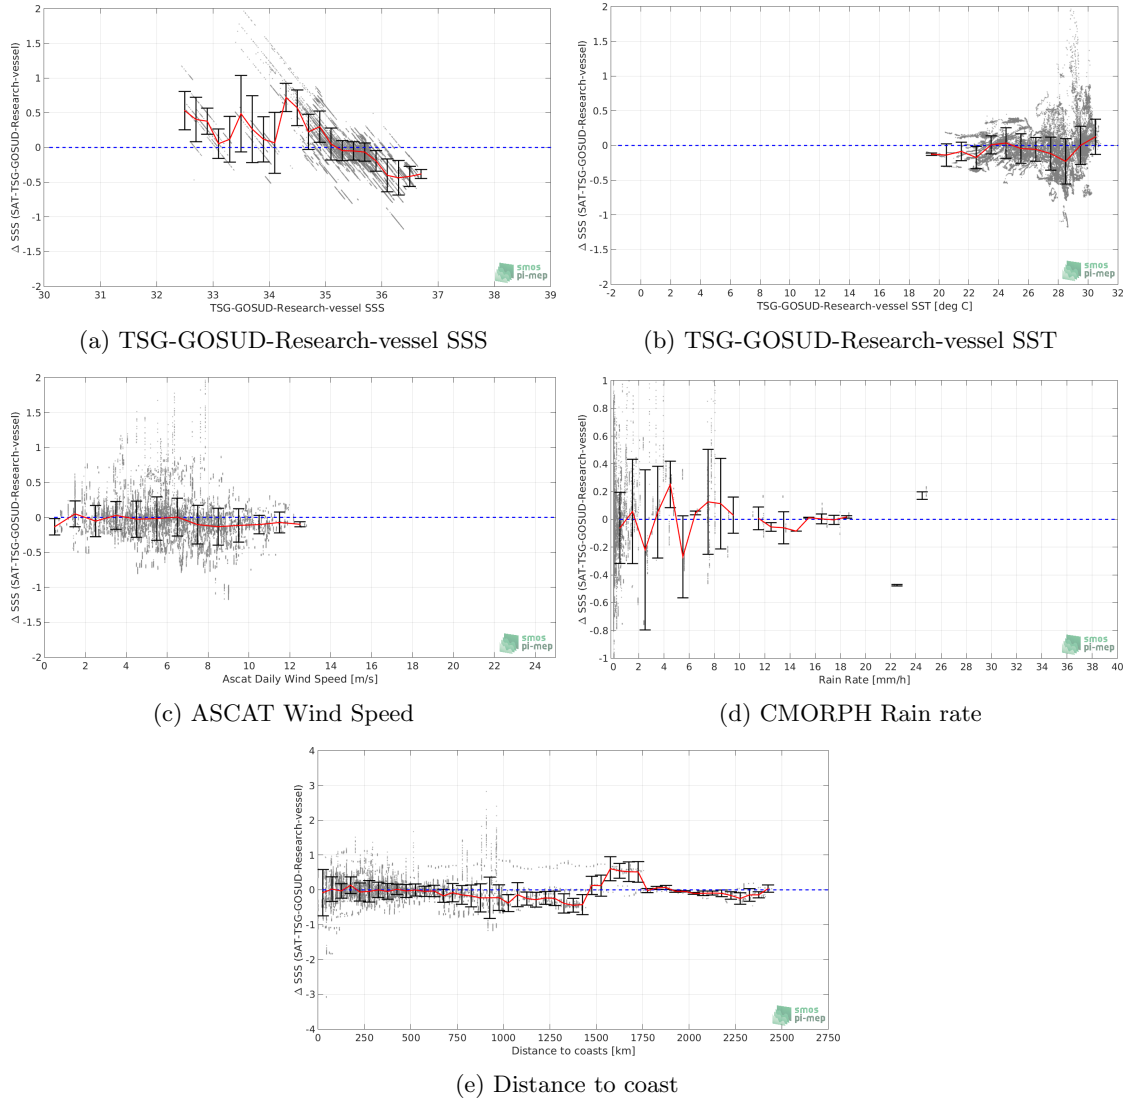 2
1.5
1
0.5
0
-0.5
-1
-1.5
-2
Δ SSS (SAT-TSG-GOSUD-Research-vessel)
30 31 32 33 34 35 36 37 38 39
TSG-GOSUD-Research-vessel SSS
smos
pi-mep
(a) TSG-GOSUD-Research-vessel SSS
2
1.5
1
0.5
0
-0.5
-1
-1.5
-2
Δ SSS (SAT-TSG-GOSUD-Research-vessel)
-2 0 2 4 6 8 10 12 14 16 18 20 22 24 26 28 30 32
TSG-GOSUD-Research-vessel SST [deg C]
smos
pi-mep
(b) TSG-GOSUD-Research-vessel SST
2
1.5
1
0.5
0
-0.5
-1
-1.5
-2
Δ SSS (SAT-TSG-GOSUD-Research-vessel)
0 2 4 6 8 10 12 14 16 18 20 22 24
Ascat Daily Wind Speed [m/s]
smos
pi-mep
(c) ASCAT Wind Speed
1
0.8
0.6
0.4
0.2
0
-0.2
-0.4
-0.6
-0.8
-1
Δ SSS (SAT-TSG-GOSUD-Research-vessel)
0 2 4 6 8 10 12 14 16 18 20 22 24 26 28 30 32 34 36 38 40
Rain Rate [mm/h]
smos
pi-mep
(d) CMORPH Rain rate
4
3
2
1
0
-1
-2
-3
-4
Δ SSS (SAT-TSG-GOSUD-Research-vessel)
0 250 500 750 1000 1250 1500 1750 2000 2250 2500 2750
Distance to coasts [km]
smos
pi-mep
(e) Distance to coast